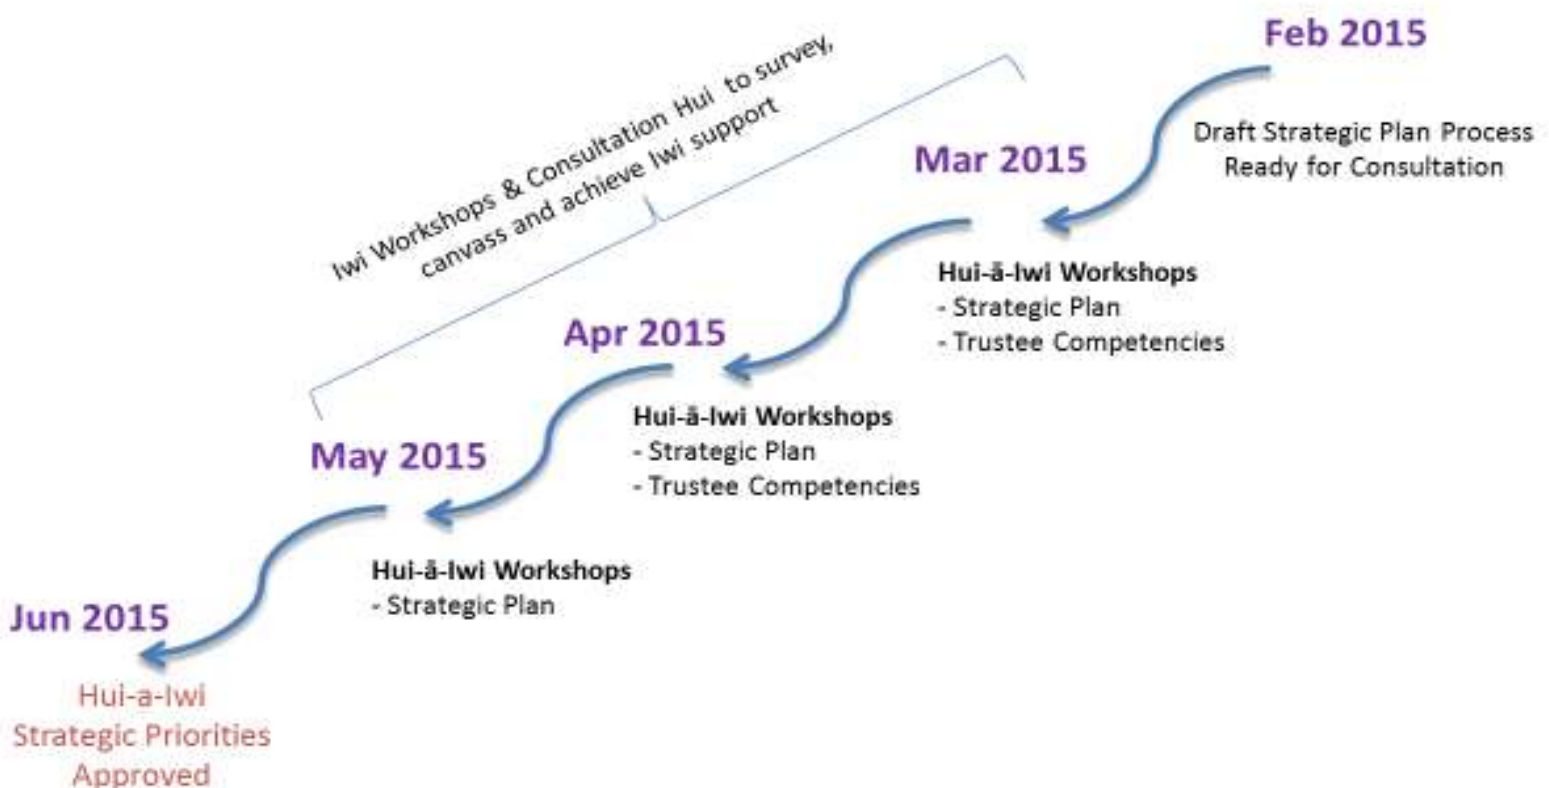 Feb 2015
Draft Strategic Plan Process
Ready for Consultation
Iwi Workshops & Consultation Hui to survey,
canvass and achieve Iwi support
Mar 2015
Hui-ā-Iwi Workshops
- Strategic Plan
- Trustee Competencies
Apr 2015
Hui-ā-Iwi Workshops
- Strategic Plan
- Trustee Competencies
May 2015
Hui-ā-Iwi Workshops
- Strategic Plan
Jun 2015
Hui-a-Iwi
Strategic Priorities
Approved